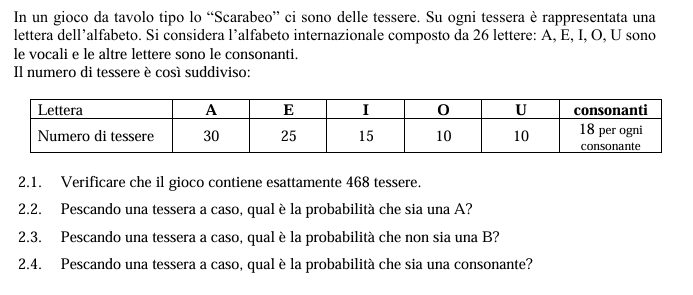 In un gioco da tavolo tipo lo “Scarabeo” ci sono delle tessere. Su ogni tessera è rappresentata una
lettera dell’alfabeto. Si considera l’alfabeto internazionale composto da 26 lettere: A, E, I, O, U sono
le vocali e le altre lettere sono le consonanti.
Il numero di tessere è così suddiviso:
Lettera A E I O U consonanti
Numero di tessere 30 25 15 10 10 18 per ogni
consonante
2.1. Verificare che il gioco contiene esattamente 468 tessere.
2.2. Pescando una tessera a caso, qual è la probabilità che sia una A?
2.3. Pescando una tessera a caso, qual è la probabilità che non sia una B?
2.4. Pescando una tessera a caso, qual è la probabilità che sia una consonante?